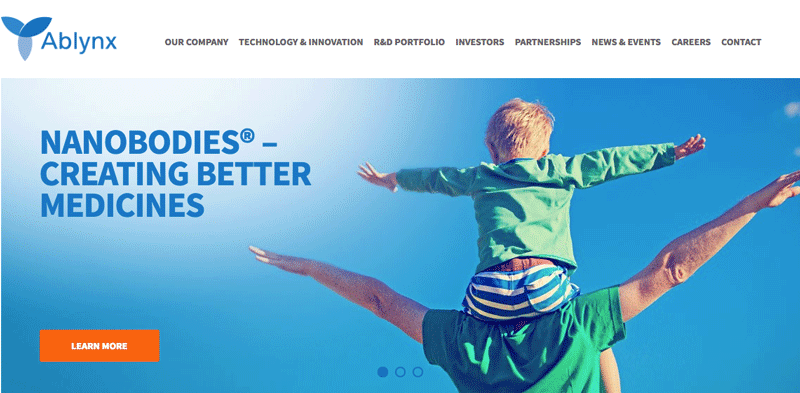 Ablynx
OUR COMPANY TECHNOLOGY & INNOVATION R&D PORTFOLIO INVESTORS PARTNERSHIPS NEWS & EVENTS CAREERS CONTACT
NANOBODIES® –
CREATING BETTER
MEDICINES
LEARN MORE